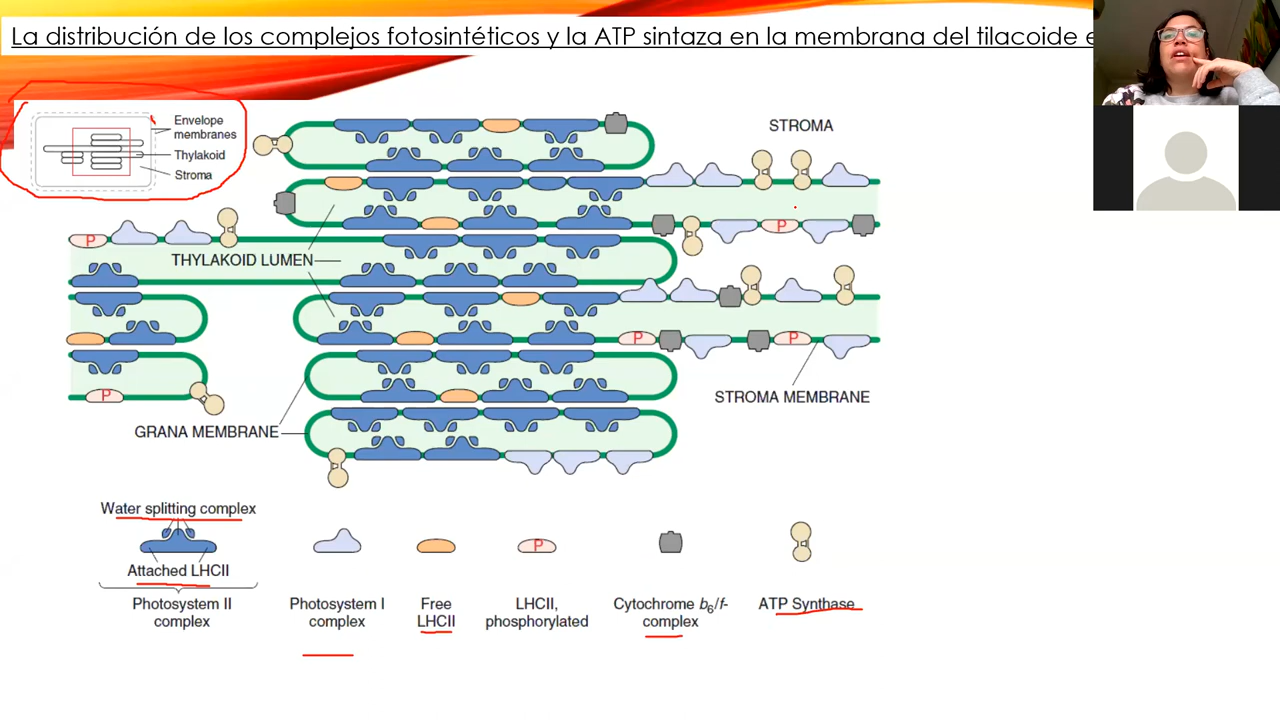 La distribución de los complejos fotosintéticos y la ATP sintaza en la membrana del tilacoide e
Envelope
membranes
Thylakoid
Stroma
STROMA
P
P
THYLAKOID LUMEN
P
P
P
STROMA MEMBRANE
GRANA MEMBRANE
Water splitting complex
Attached LHCII
Photosystem II
complex
Photosystem I
complex
Free
LHCII
P
LHCII,
phosphorylated
Cytochrome b6/f-
complex
ATP Synthase